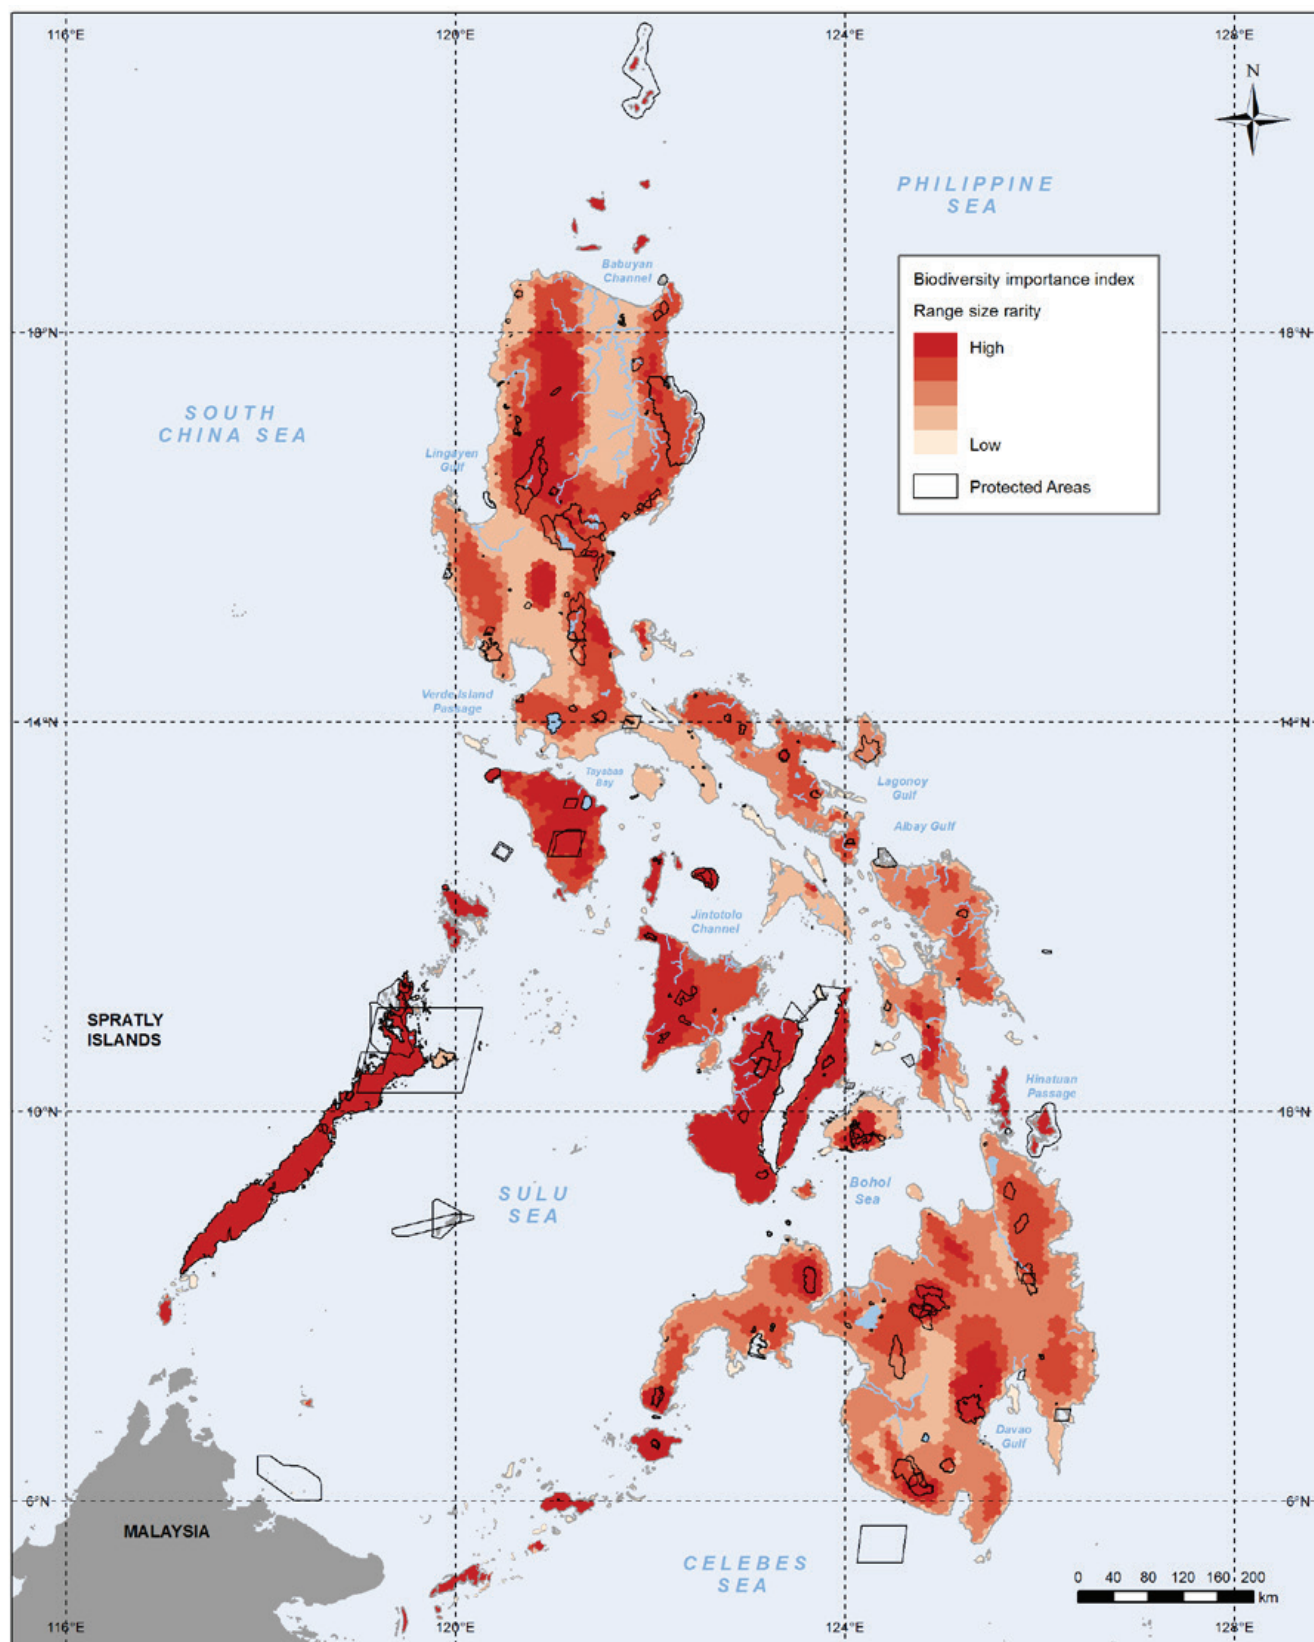 116°E
120°E
124°E
128°E
N
PHILIPPINE
SEA
Babuyan
Channel
Biodiversity importance index
Range size rarity
High
Low
Protected Areas
18°N
18°N
SOUTH
CHINA SEA
Lingayen
Gulf
Verde Island
Passage
14°N
14°N
Tayabas
Bay
Lagonoy
Gulf
Albay Gulf
Jintotolo
Channel
SPRATLY
ISLANDS
Hinatuan
Passage
10°N
10°N
SULU
SEA
Bohol
Sea
Davao
Gulf
6°N
6°N
MALAYSIA
CELEBES
SEA
0 40 80 120 160 200
km
116°E
120°E
124°E
128°E